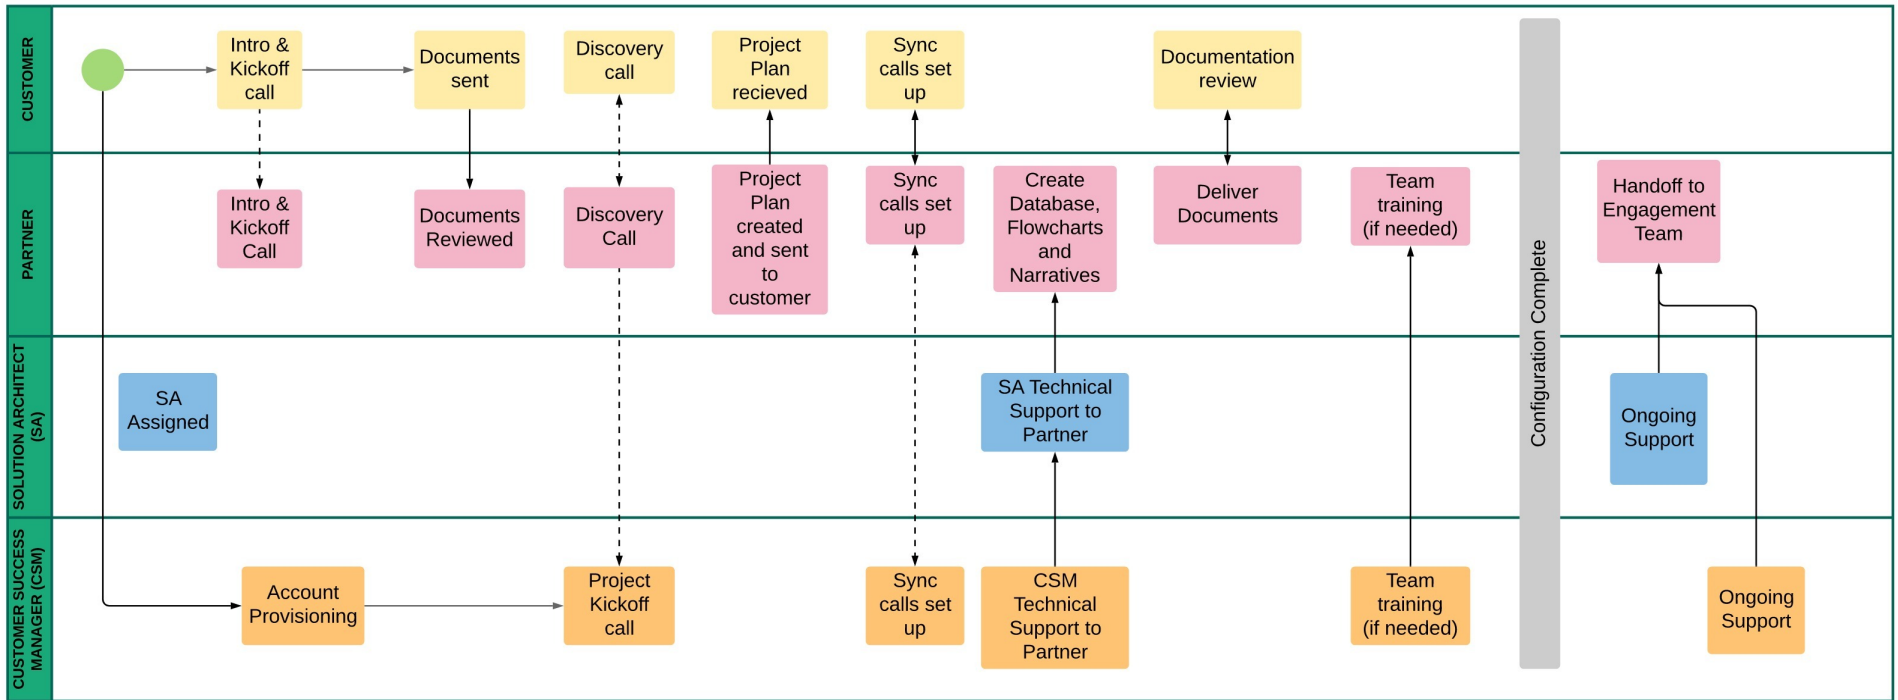 CUSTOMER
Intro &
Kickoff
call
Documents
sent
Discovery
call
Project
Plan
recieved
Sync
calls set
up
Documentation
review
PARTNER
Intro &
Kickoff
Call
Documents
Reviewed
Discovery
Call
Project
Plan
created
and sent
to
customer
Sync
calls set
up
Create
Database,
Flowcharts
and
Narratives
Deliver
Documents
Team
training
(if needed)
Configuration Complete
Handoff to
Engagement
Team
SOLUTION ARCHITECT
(SA)
SA
Assigned
SA Technical
Support to
Partner
Ongoing
Support
CUSTOMER SUCCESS
MANAGER (CSM)
Account
Provisioning
Project
Kickoff
call
Sync
calls set
up
CSM
Technical
Support to
Partner
Team
training
(if needed)
Ongoing
Support